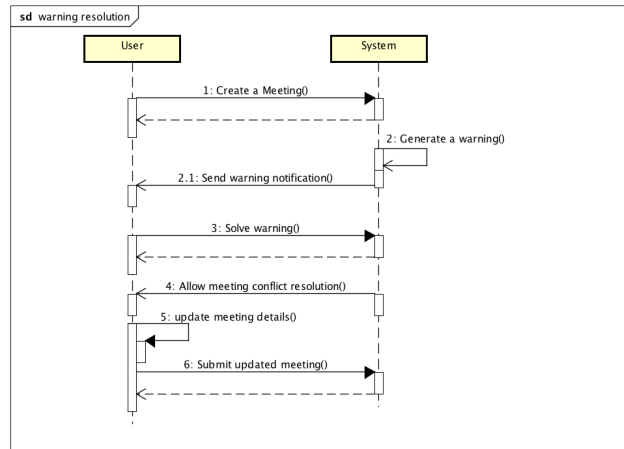 sd warning resolution
User
System
1: Create a Meeting()
2: Generate a warning()
2.1: Send warning notification()
3: Solve warning()
4: Allow meeting conflict resolution()
5: update meeting details()
6: Submit updated meeting()